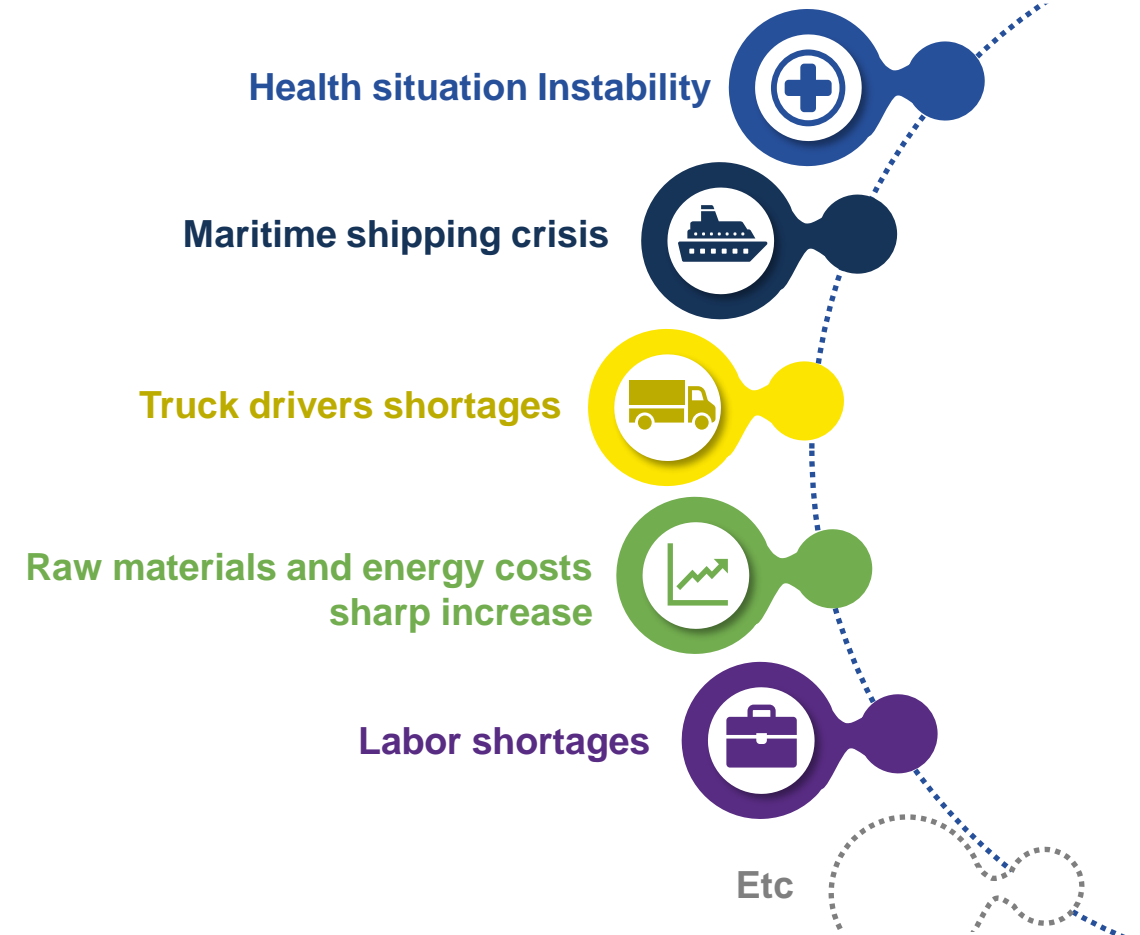 Health situation Instability
Maritime shipping crisis
Truck drivers shortages
Raw materials and energy costs
sharp increase
Labor shortages
Etc